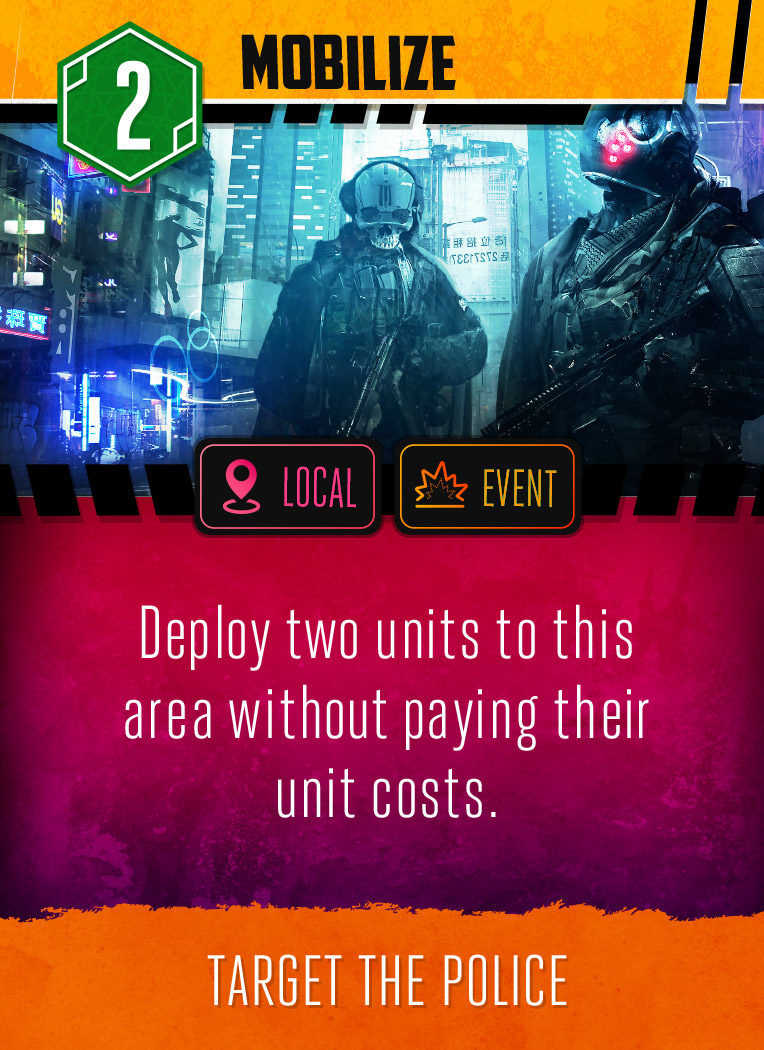 2
MOBILIZE
LOCAL
EVENT
Deploy two units to this
area without paying their
unit costs.
TARGET THE POLICE